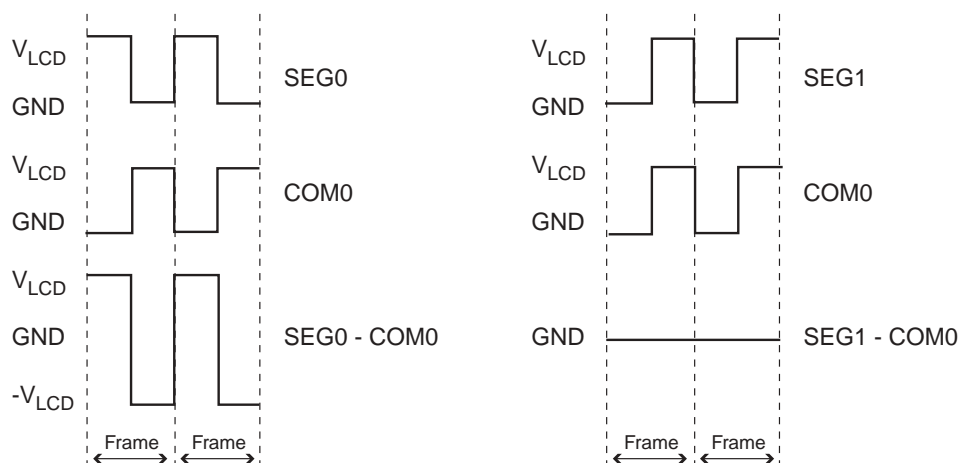 V_LCD
GND
SEG0
V_LCD
GND
COM0
V_LCD
GND
-V_LCD
SEG0 - COM0
Frame Frame
V_LCD
GND
SEG1
V_LCD
GND
COM0
GND
SEG1 - COM0
Frame Frame